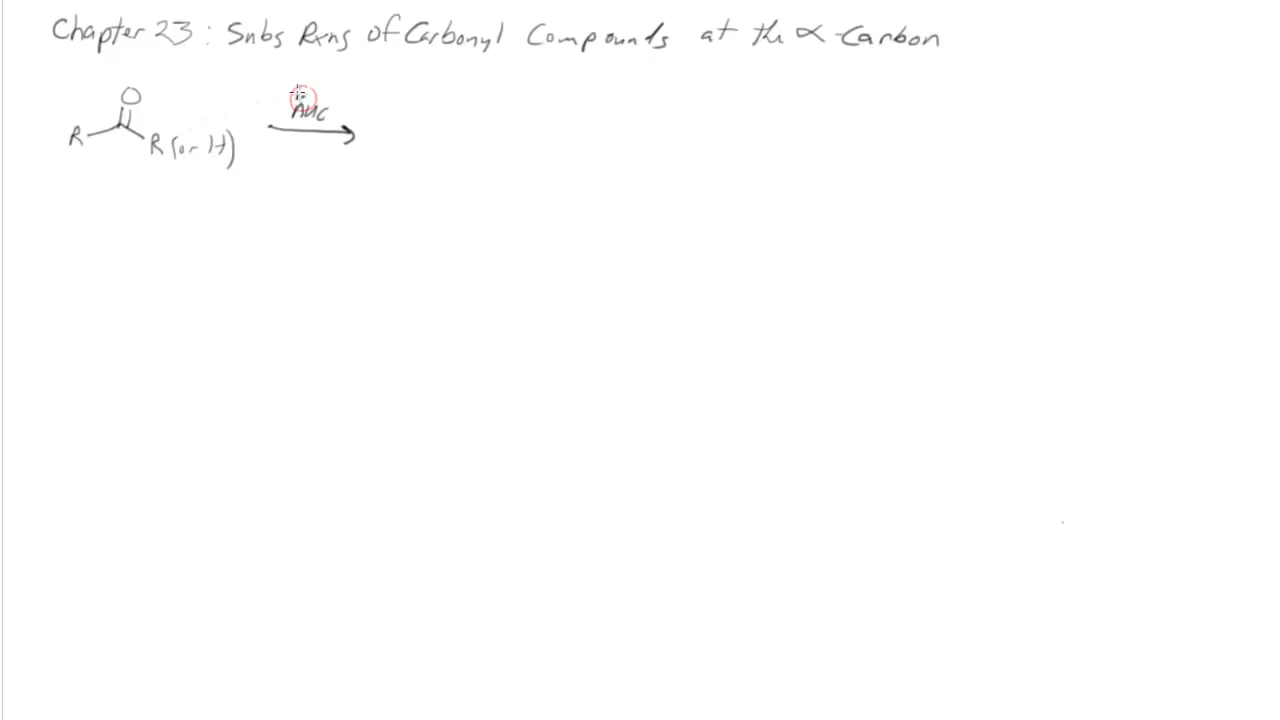 Chapter 23: Subs Rxns of Carbonyl Compounds at the α-Carbon
O
R R (or H)